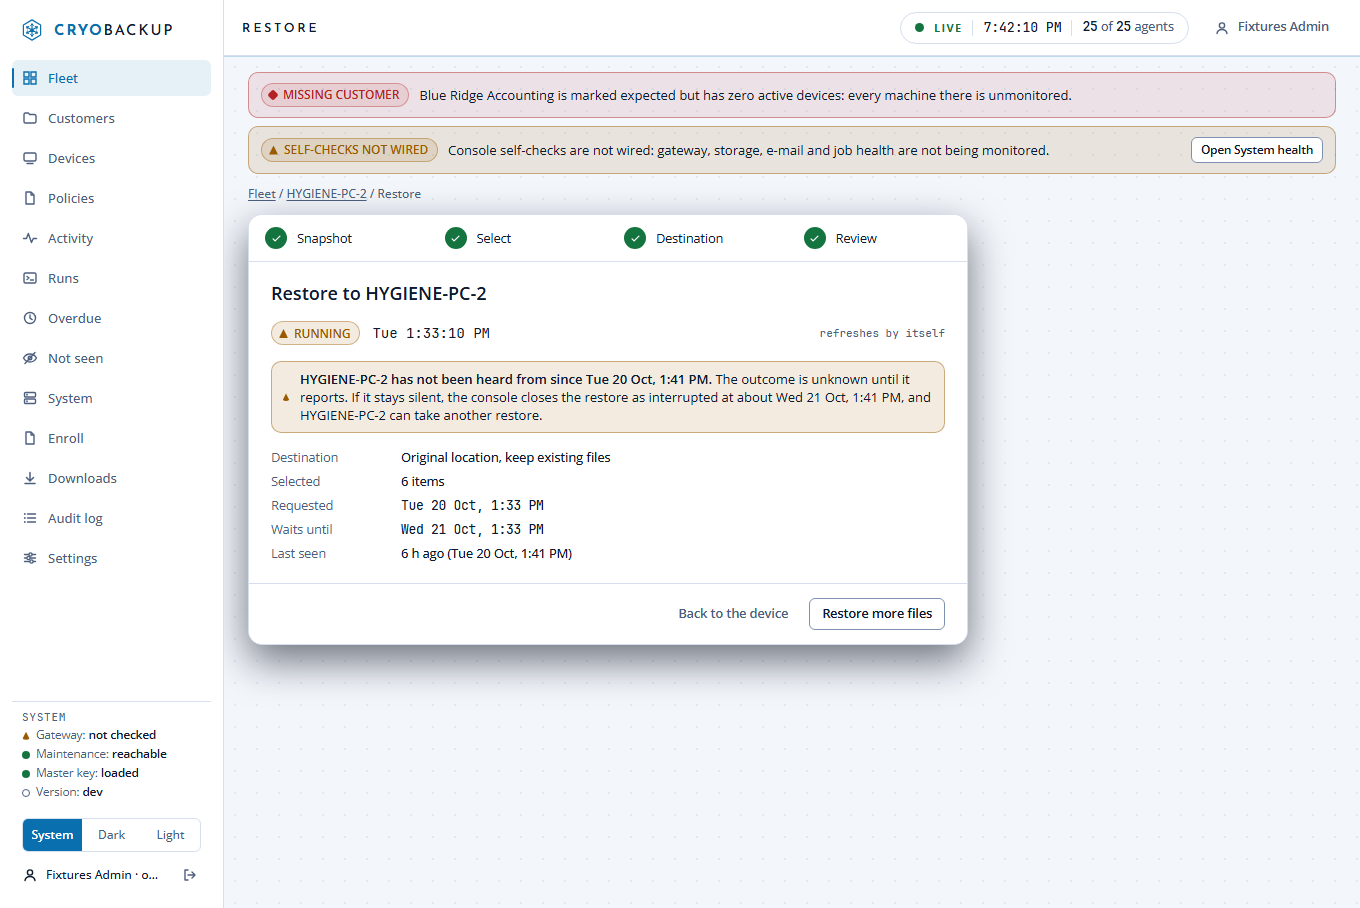 CRYOBACKUP
RESTORE
LIVE 7:42:10 PM 25 of 25 agents
Fixtures Admin
Fleet
Customers
Devices
Policies
Activity
Runs
Overdue
Not seen
System
Enroll
Downloads
Audit log
Settings
MISSING CUSTOMER Blue Ridge Accounting is marked expected but has zero active devices: every machine there is unmonitored.
SELF-CHECKS NOT WIRED Console self-checks are not wired: gateway, storage, e-mail and job health are not being monitored. Open System health
Fleet / HYGIENE-PC-2 / Restore
Snapshot Select Destination Review
Restore to HYGIENE-PC-2
RUNNING Tue 1:33:10 PM refreshes by itself
HYGIENE-PC-2 has not been heard from since Tue 20 Oct, 1:41 PM. The outcome is unknown until it
reports. If it stays silent, the console closes the restore as interrupted at about Wed 21 Oct, 1:41 PM, and
HYGIENE-PC-2 can take another restore.
Destination Original location, keep existing files
Selected 6 items
Requested Tue 20 Oct, 1:33 PM
Waits until Wed 21 Oct, 1:33 PM
Last seen 6 h ago (Tue 20 Oct, 1:41 PM)
Back to the device Restore more files
SYSTEM
Gateway: not checked
Maintenance: reachable
Master key: loaded
Version: dev
System Dark Light
Fixtures Admin · o...